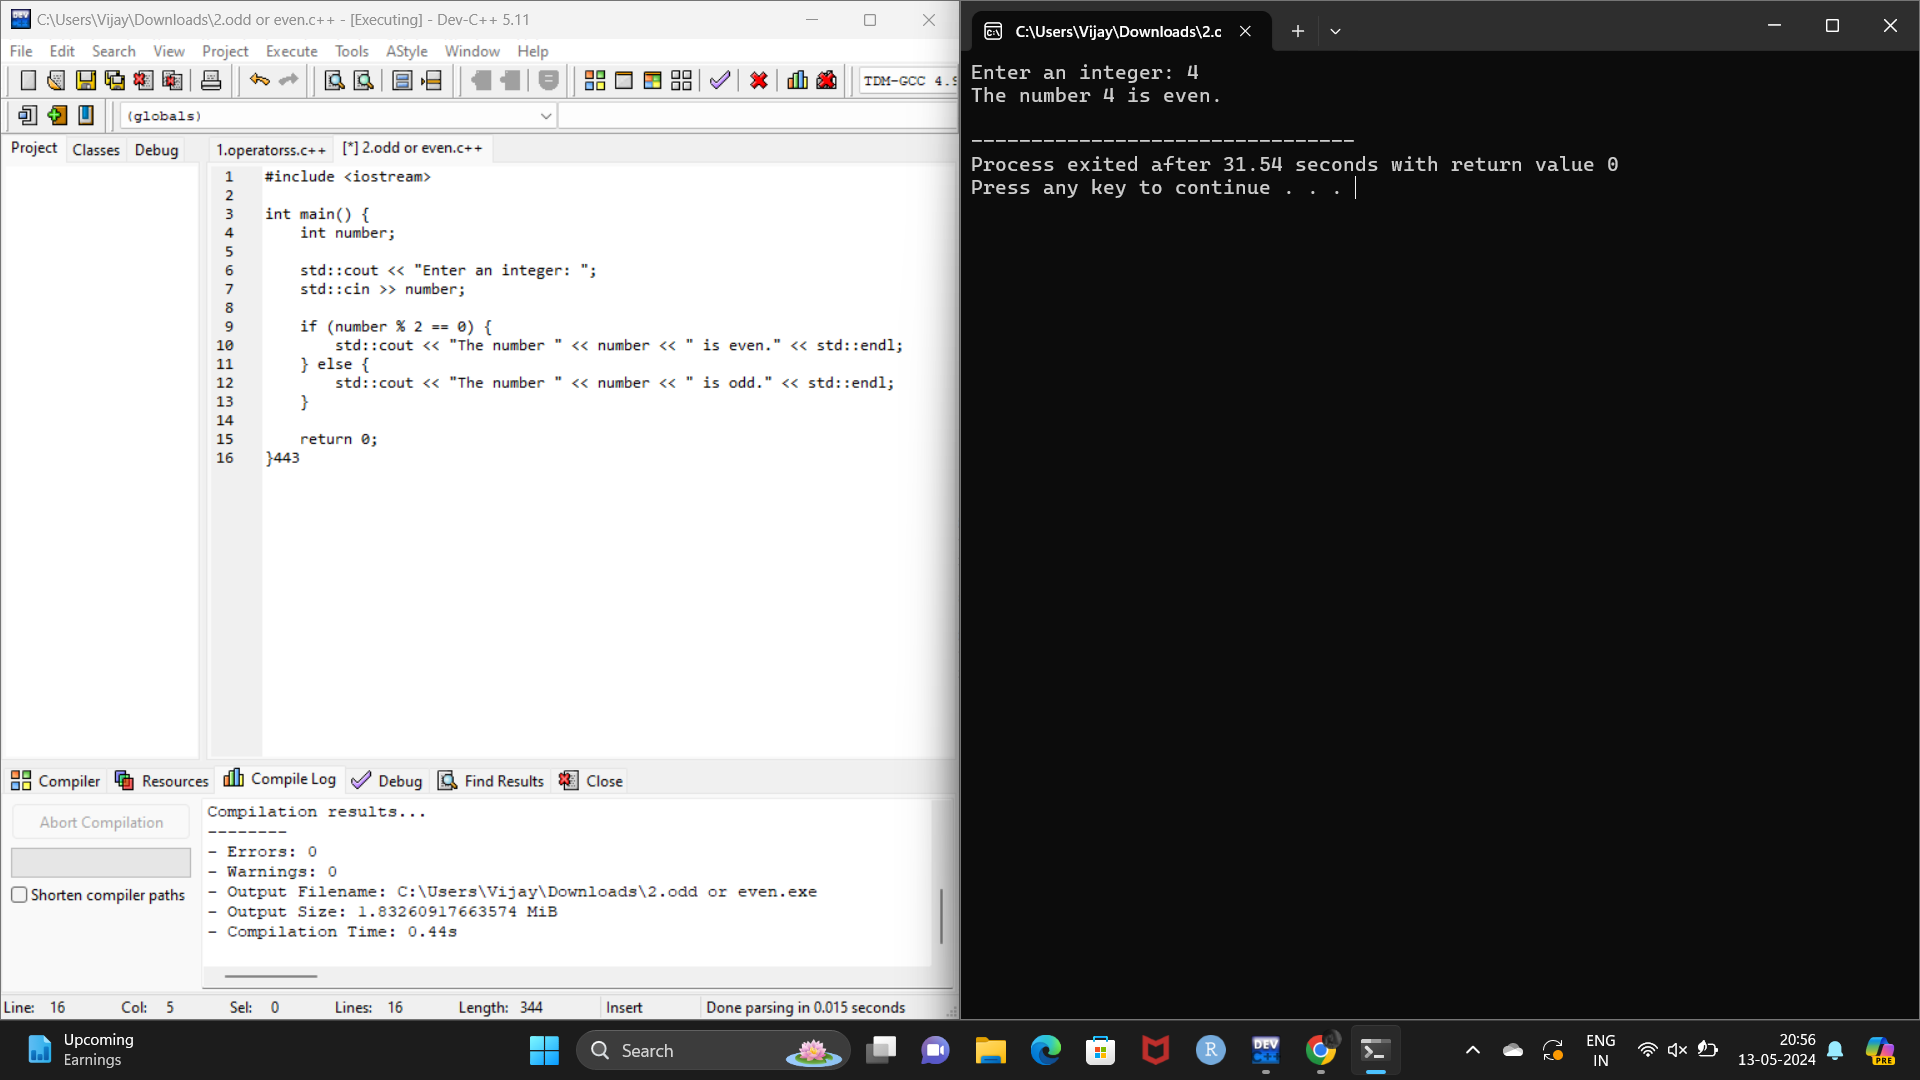 C:\Users\Vijay\Downloads\2.odd or even.c++ - [Executing] - Dev-C++ 5.11
File Edit Search View Project Execute Tools AStyle Window Help
TDM-GCC 4.9
(globals)
Project Classes Debug
1.operatorss.c++ [*] 2.odd or even.c++
1 #include <iostream>
2
3 int main() {
4 int number;
5
6 std::cout << "Enter an integer: ";
7 std::cin >> number;
8
9 if (number % 2 == 0) {
10 std::cout << "The number " << number << " is even." << std::endl;
11 } else {
12 std::cout << "The number " << number << " is odd." << std::endl;
13 }
14
15 return 0;
16 }443
Compiler Resources Compile Log Debug Find Results Close
Abort Compilation
Shorten compiler paths
Compilation results...
--------
- Errors: 0
- Warnings: 0
- Output Filename: C:\Users\Vijay\Downloads\2.odd or even.exe
- Output Size: 1.83260917663574 MiB
- Compilation Time: 0.44s
Line: 16 Col: 5 Sel: 0 Lines: 16 Length: 344 Insert Done parsing in 0.015 seconds
C:\Users\Vijay\Downloads\2.c
Enter an integer: 4
The number 4 is even.
--------------------------------
Process exited after 31.54 seconds with return value 0
Press any key to continue . . .
Upcoming
Earnings
Search
DEV
C++
R
ENG
IN
20:56
13-05-2024
PRE